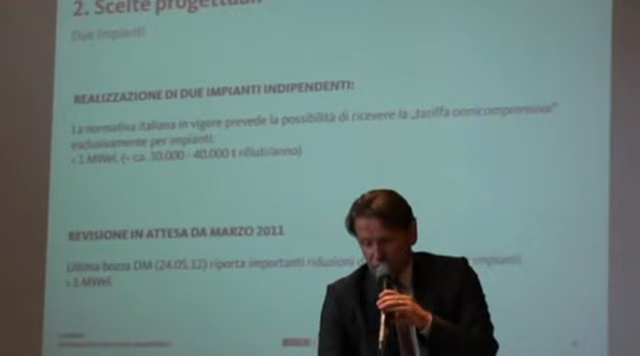 2. Scelte progettuali
Due impianti
REALIZZAZIONE DI DUE IMPIANTI INDIPENDENTI:
La normativa italiana in vigore prevede la possibilità di ricevere la „tariffa onnicomprensiva"
esclusivamente per impianti:
< 1 MWel. (~ ca. 30.000 - 40.000 t rifiuti/anno)
REVISIONE IN ATTESA DA MARZO 2011
Ultima bozza DM (24.05.12) riporta importanti riduzioni impianti
< 1 MWel.